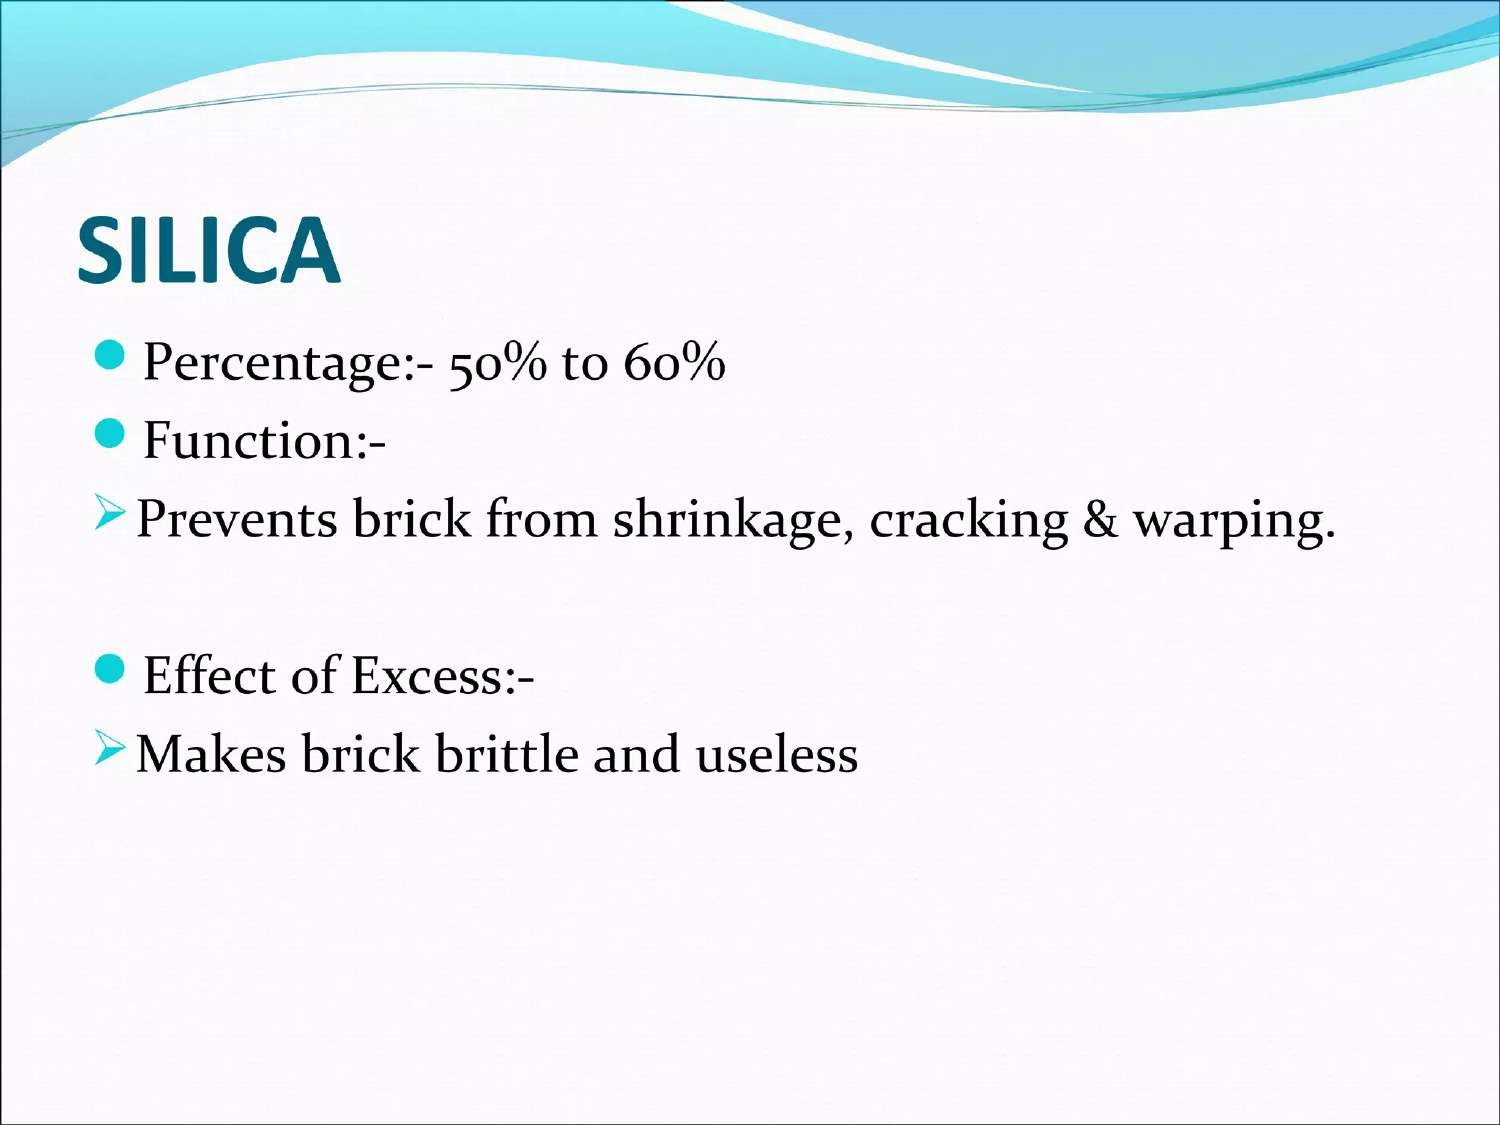 SILICA
Percentage:- 50% to 60%
Function:-
Prevents brick from shrinkage, cracking & warping.
Effect of Excess:-
Makes brick brittle and useless